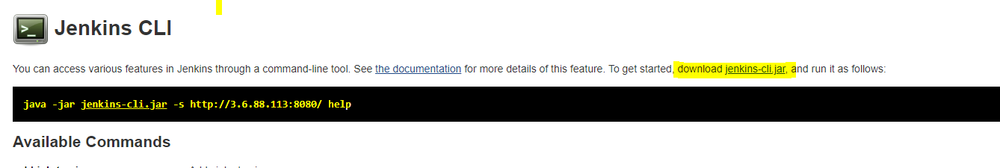 Jenkins CLI
You can access various features in Jenkins through a command-line tool. See the documentation for more details of this feature. To get started, download jenkins-cli.jar, and run it as follows:
java -jar jenkins-cli.jar -s http://3.6.88.113:8080/ help
Available Commands